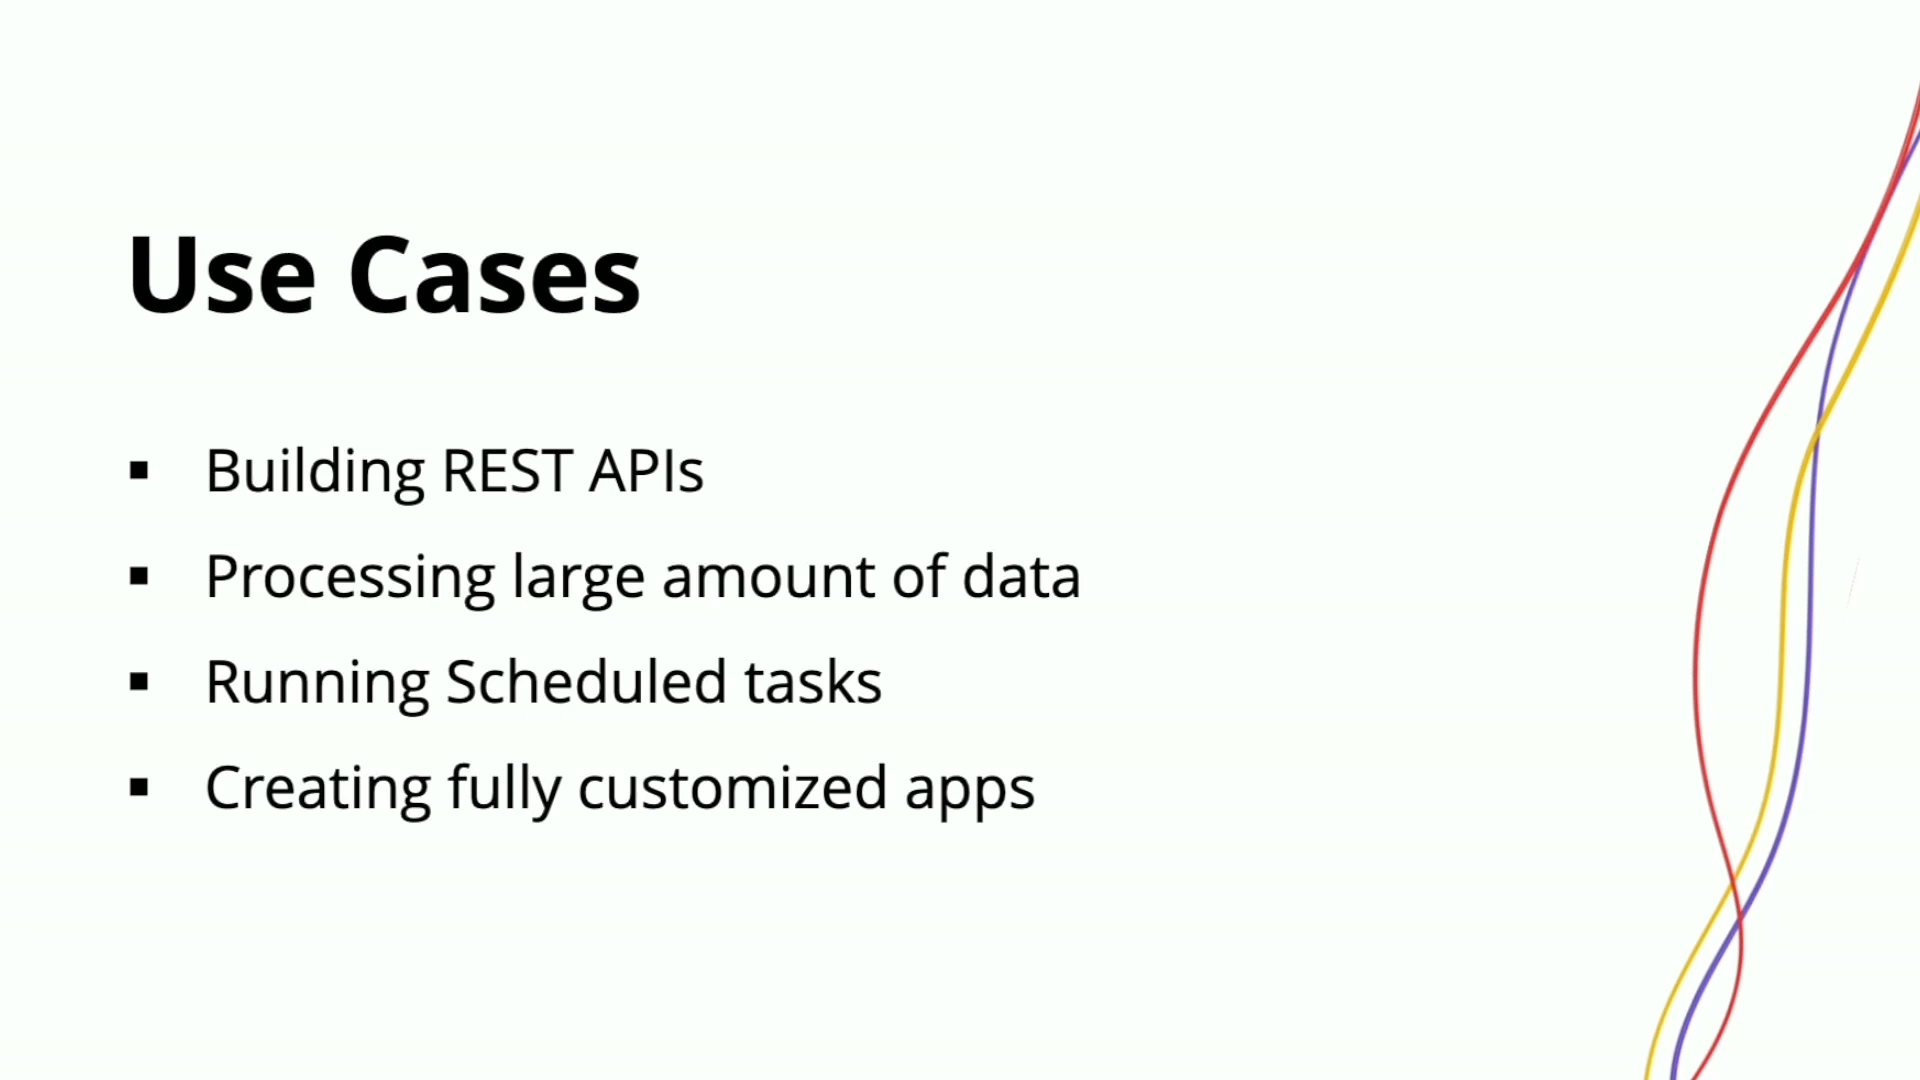 Use Cases
▪ Building REST APIs
▪ Processing large amount of data
▪ Running Scheduled tasks
▪ Creating fully customized apps